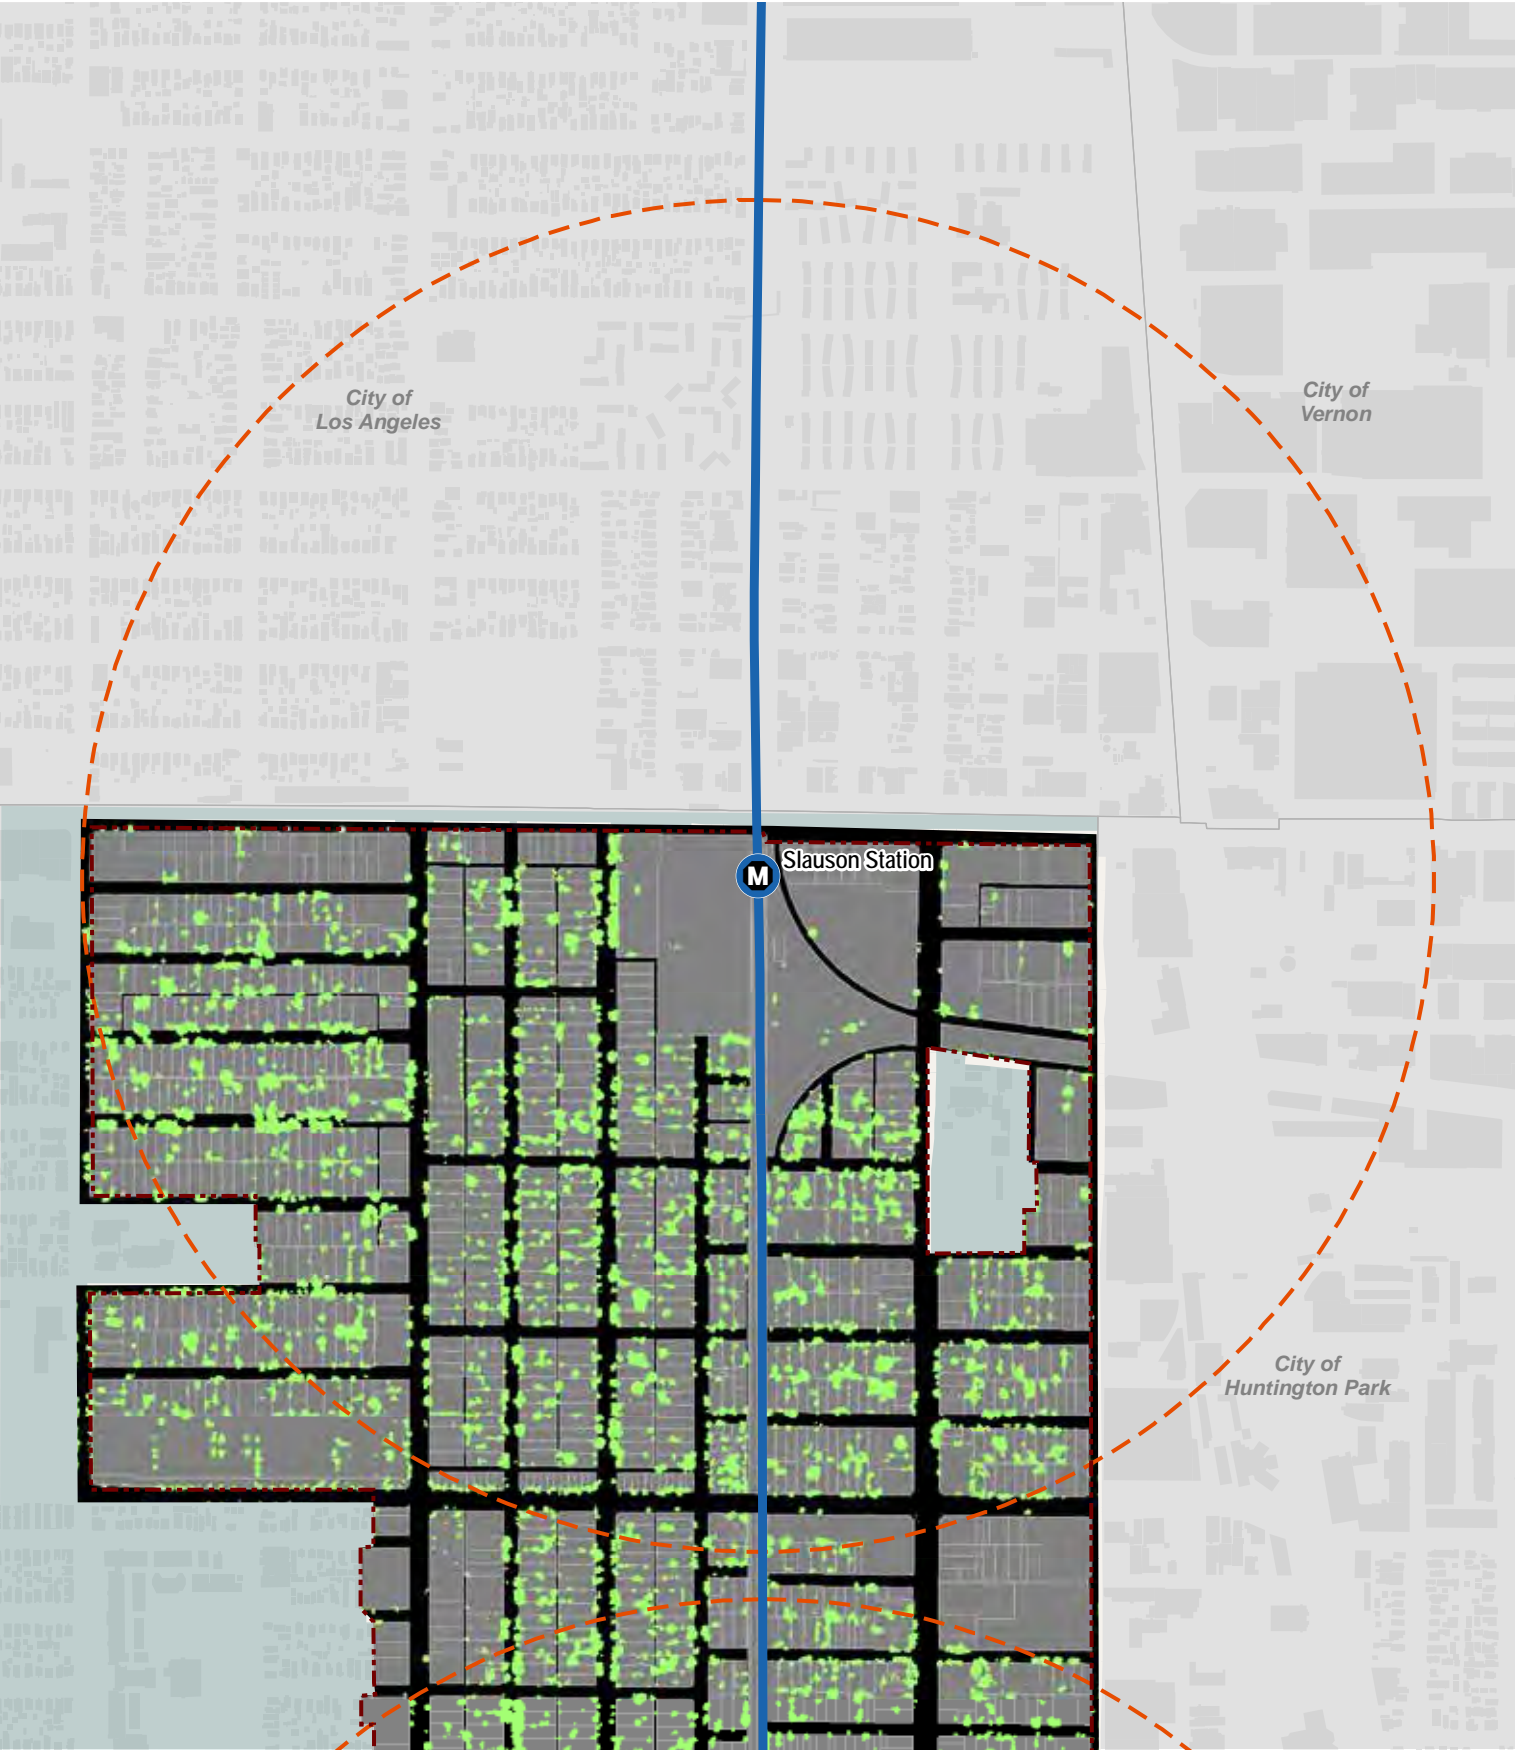 City of
Los Angeles
City of
Vernon
M
Slauson Station
City of
Huntington Park